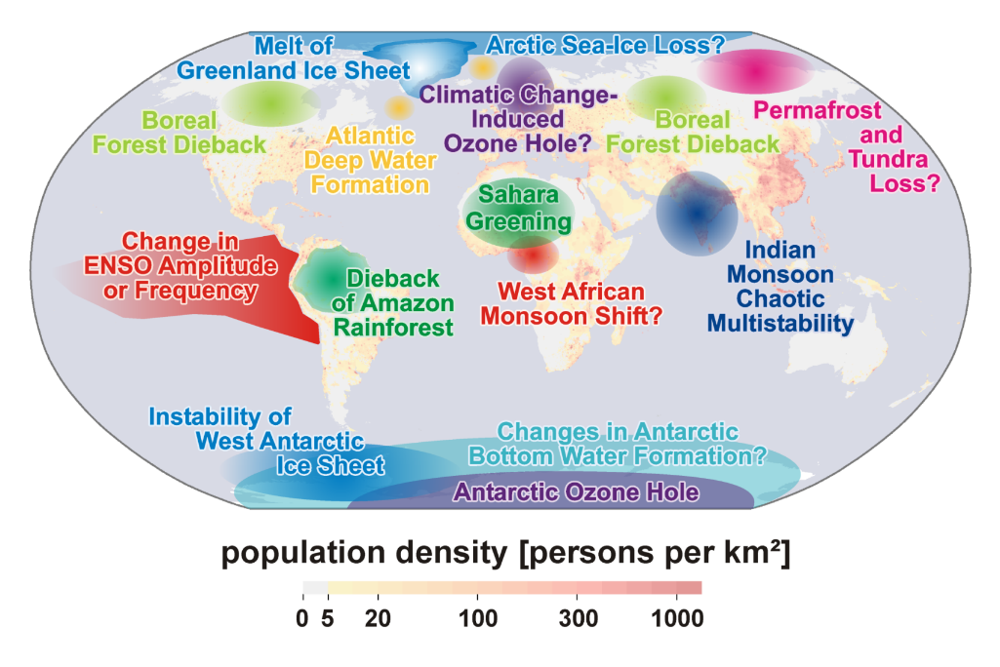 Melt of
Greenland Ice Sheet
Arctic Sea-Ice Loss?
Climatic Change-
Induced
Ozone Hole?
Boreal
Forest Dieback
Atlantic
Deep Water
Formation
Boreal
Forest Dieback
Permafrost
and
Tundra
Loss?
Sahara
Greening
Change in
ENSO Amplitude
or Frequency
Dieback
of Amazon
Rainforest
West African
Monsoon Shift?
Indian
Monsoon
Chaotic
Multistability
Instability of
West Antarctic
Ice Sheet
Changes in Antarctic
Bottom Water Formation?
Antarctic Ozone Hole
population density [persons per km²]
0 5 20 100 300 1000